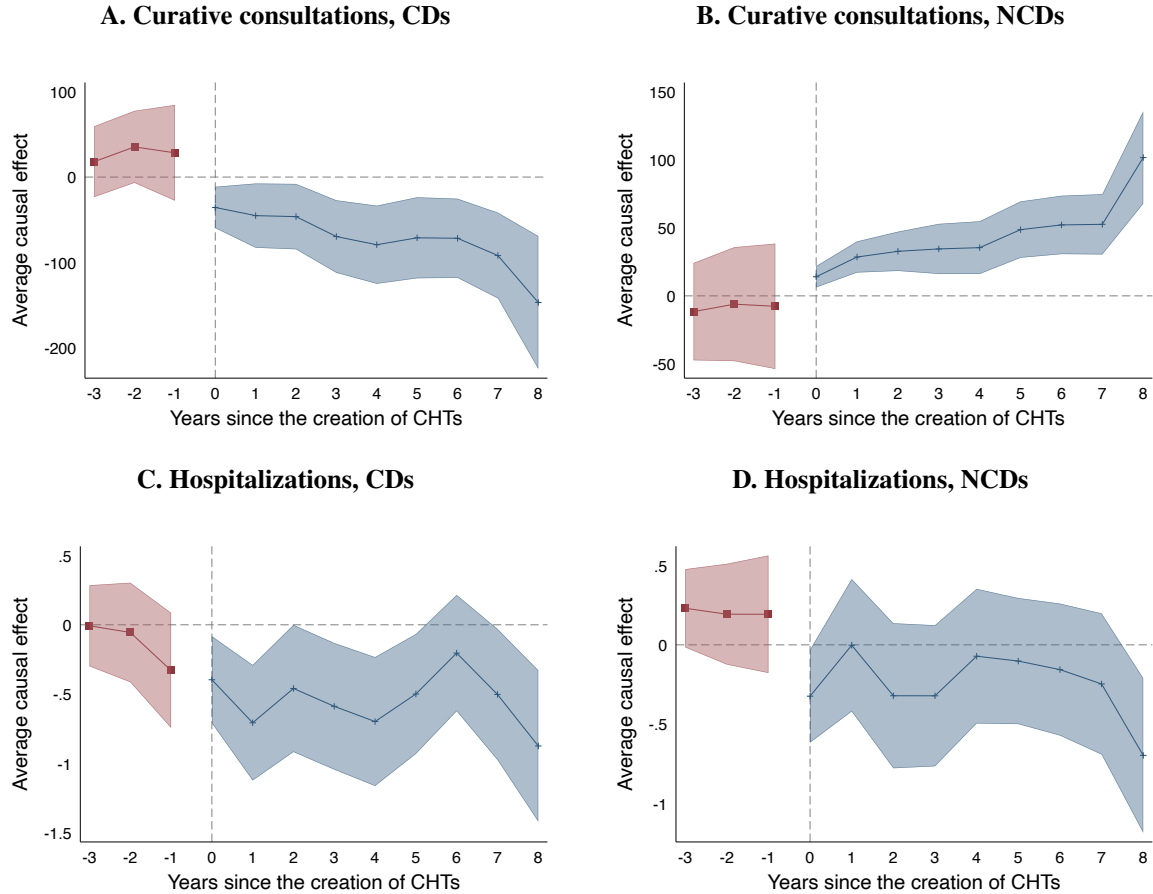 A. Curative consultations, CDs
B. Curative consultations, NCDs
Average causal effect
100
0
-100
-200
-3 -2 -1 0 1 2 3 4 5 6 7 8
Years since the creation of CHTs
Average causal effect
150
100
50
0
-50
-3 -2 -1 0 1 2 3 4 5 6 7 8
Years since the creation of CHTs
C. Hospitalizations, CDs
D. Hospitalizations, NCDs
Average causal effect
.5
0
-.5
-1
-1.5
-3 -2 -1 0 1 2 3 4 5 6 7 8
Years since the creation of CHTs
Average causal effect
.5
0
-.5
-1
-3 -2 -1 0 1 2 3 4 5 6 7 8
Years since the creation of CHTs